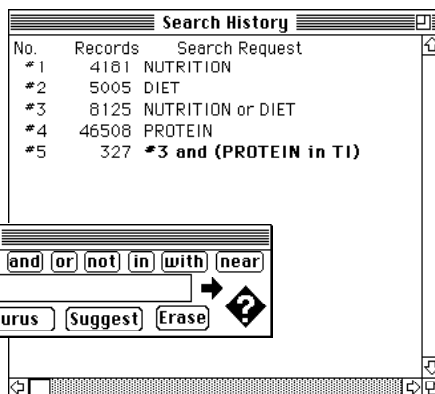 Search History
No. Records Search Request
#1 4181 NUTRITION
#2 5005 DIET
#3 8125 NUTRITION or DIET
#4 46508 PROTEIN
#5 327 #3 and (PROTEIN in TI)
and or not in with near
?
urus Suggest Erase